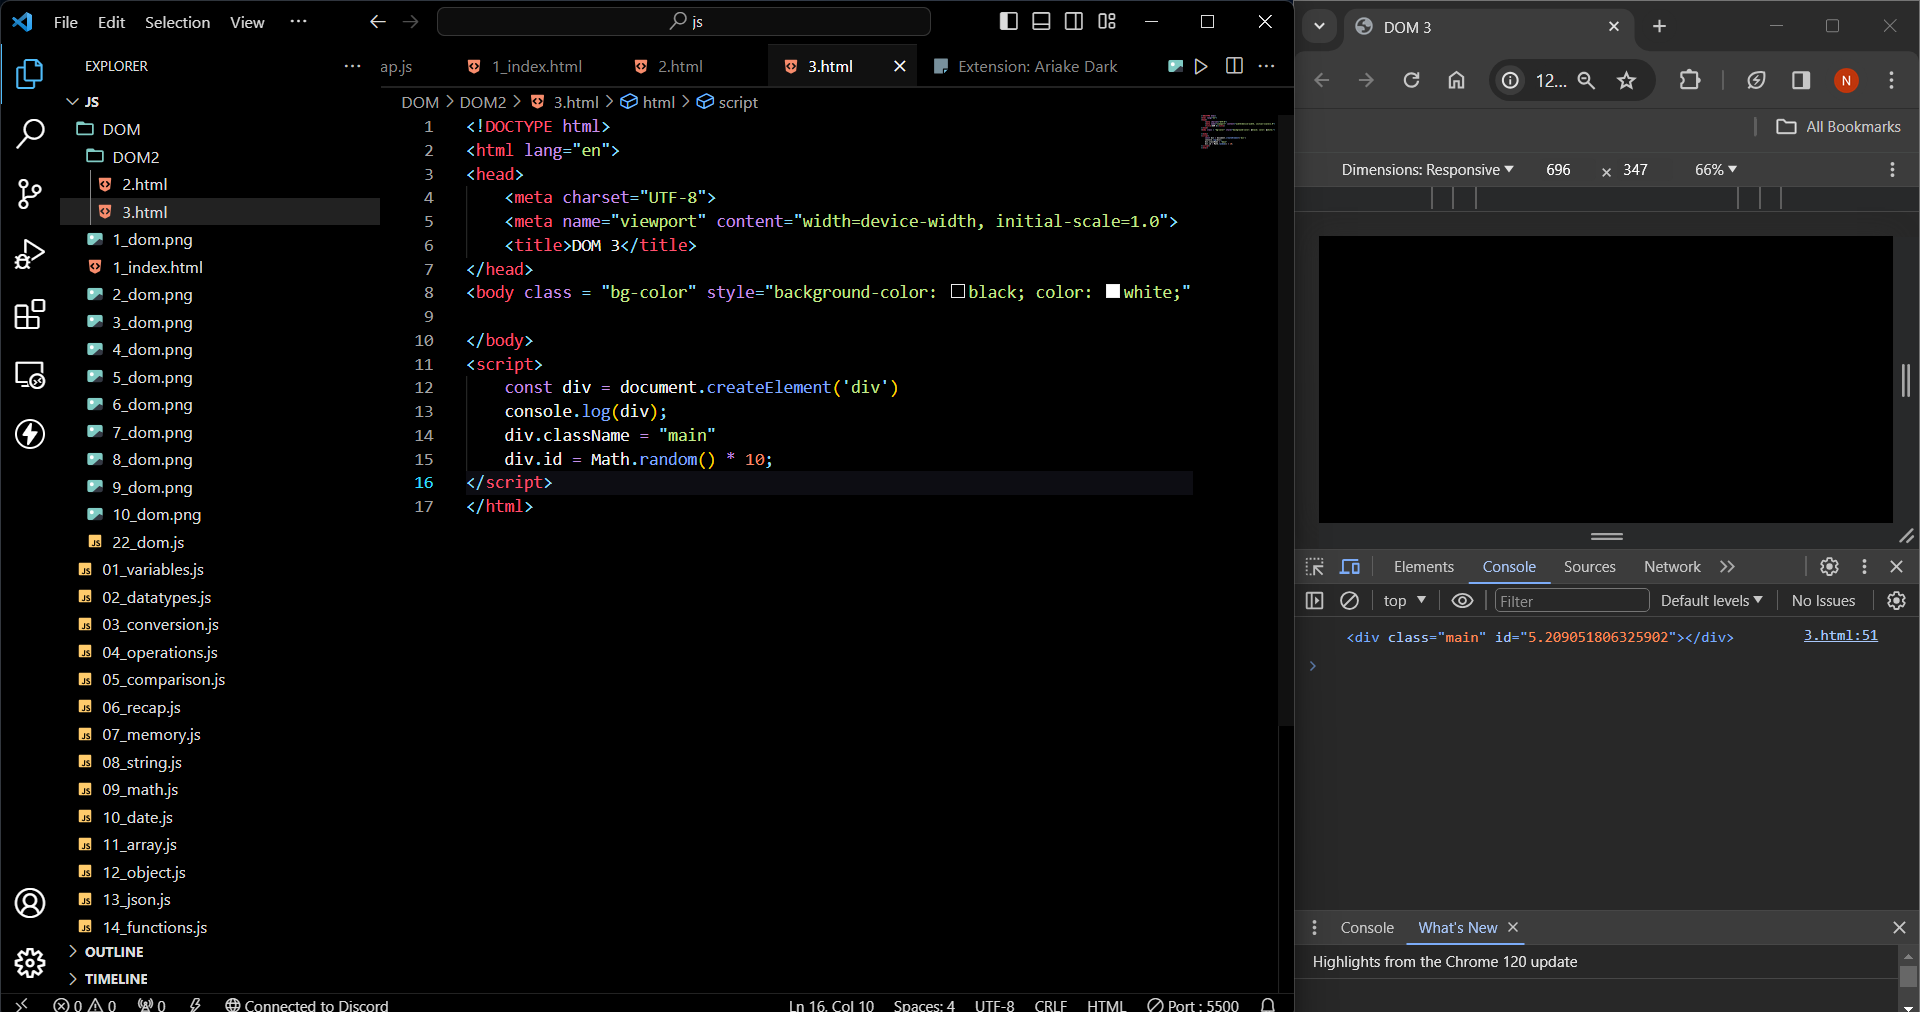 File Edit Selection View ... js
EXPLORER ...
JS
DOM
DOM2
2.html
3.html
1_dom.png
1_index.html
2_dom.png
3_dom.png
4_dom.png
5_dom.png
6_dom.png
7_dom.png
8_dom.png
9_dom.png
10_dom.png
22_dom.js
01_variables.js
02_datatypes.js
03_conversion.js
04_operations.js
05_comparison.js
06_recap.js
07_memory.js
08_string.js
09_math.js
10_date.js
11_array.js
12_object.js
13_json.js
14_functions.js
OUTLINE
TIMELINE
ap.js 1_index.html 2.html 3.html Extension: Ariake Dark
DOM > DOM2 > 3.html > html > script
1 <!DOCTYPE html>
2 <html lang="en">
3 <head>
4 <meta charset="UTF-8">
5 <meta name="viewport" content="width=device-width, initial-scale=1.0">
6 <title>DOM 3</title>
7 </head>
8 <body class = "bg-color" style="background-color: black; color: white;"
9
10 </body>
11 <script>
12 const div = document.createElement('div')
13 console.log(div);
14 div.className = "main"
15 div.id = Math.random() * 10;
16 </script>
17 </html>
0 0 0 Connected to Discord Ln 16, Col 10 Spaces: 4 UTF-8 CRLF HTML Port : 5500
DOM 3
12...
N
All Bookmarks
Dimensions: Responsive 696 × 347 66%
Elements Console Sources Network
top Filter Default levels No Issues
<div class="main" id="5.209051806325902"></div> 3.html:51
Console What's New
Highlights from the Chrome 120 update